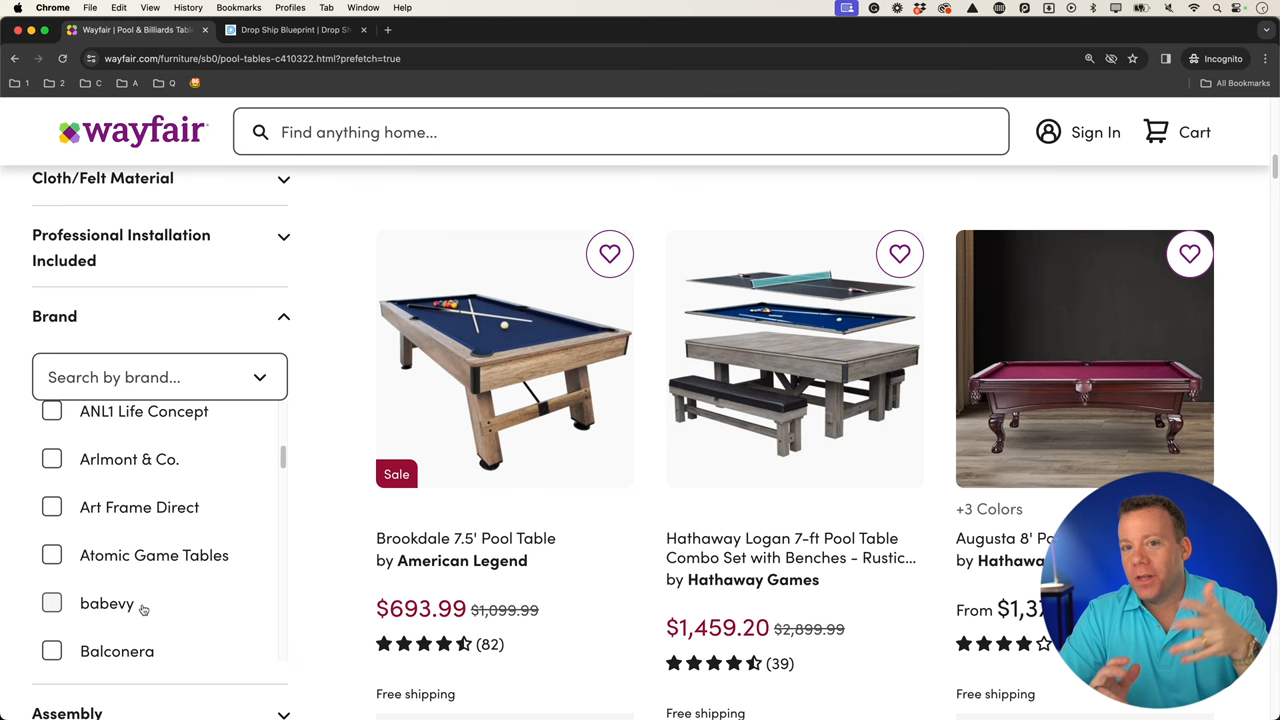 Chrome File Edit View History Bookmarks Profiles Tab Window Help
Wayfair | Pool & Billiards Tabl
Drop Ship Blueprint | Drop S
wayfair.com/furniture/sb0/pool-tables-c410322.html?prefetch=true
Incognito
1 2 C A Q
All Bookmarks
wayfair
Find anything home...
Sign In
Cart
Cloth/Felt Material
Professional Installation
Included
Brand
Search by brand...
ANL1 Life Concept
Arlmont & Co.
Art Frame Direct
Atomic Game Tables
babevy
Balconera
Assembly
Sale
Brookdale 7.5' Pool Table
by American Legend
$693.99 $1,099.99
(82)
Free shipping
Hathaway Logan 7-ft Pool Table
Combo Set with Benches - Rustic...
by Hathaway Games
$1,459.20 $2,899.99
(39)
Free shipping
+3 Colors
Augusta 8' Po
by Hathaw
From $1,37
Free shipping